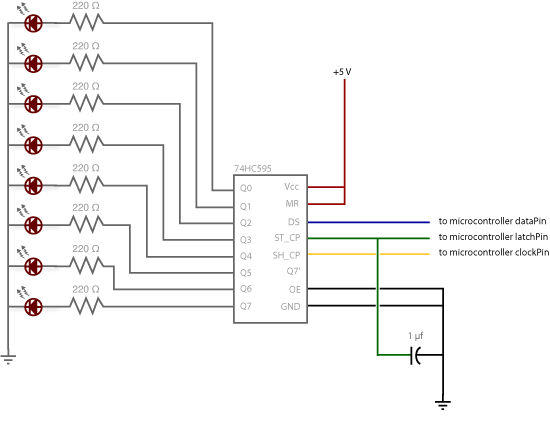 220 Ω
220 Ω
220 Ω
220 Ω
220 Ω
220 Ω
220 Ω
220 Ω
+5 V
74HC595
Q0
Q1
Q2
Q3
Q4
Q5
Q6
Q7
Vcc
MR
DS
ST_CP
SH_CP
Q7'
OE
GND
to microcontroller dataPin
to microcontroller latchPin
to microcontroller clockPin
1 µf